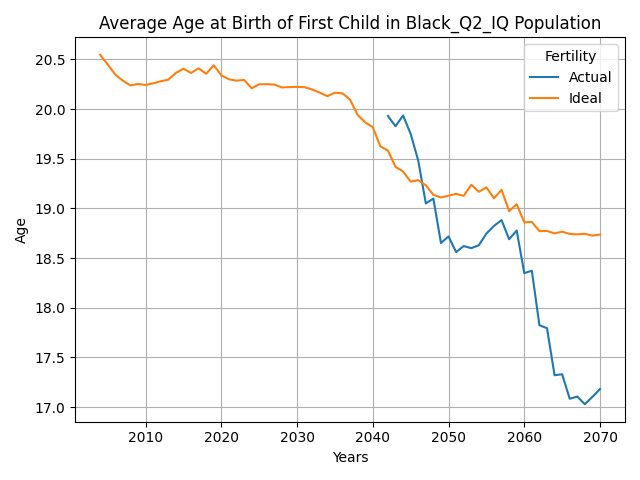 Average Age at Birth of First Child in Black_Q2_IQ Population
Fertility
Actual
Ideal
Age
20.5
20.0
19.5
19.0
18.5
18.0
17.5
17.0
2010 2020 2030 2040 2050 2060 2070
Years